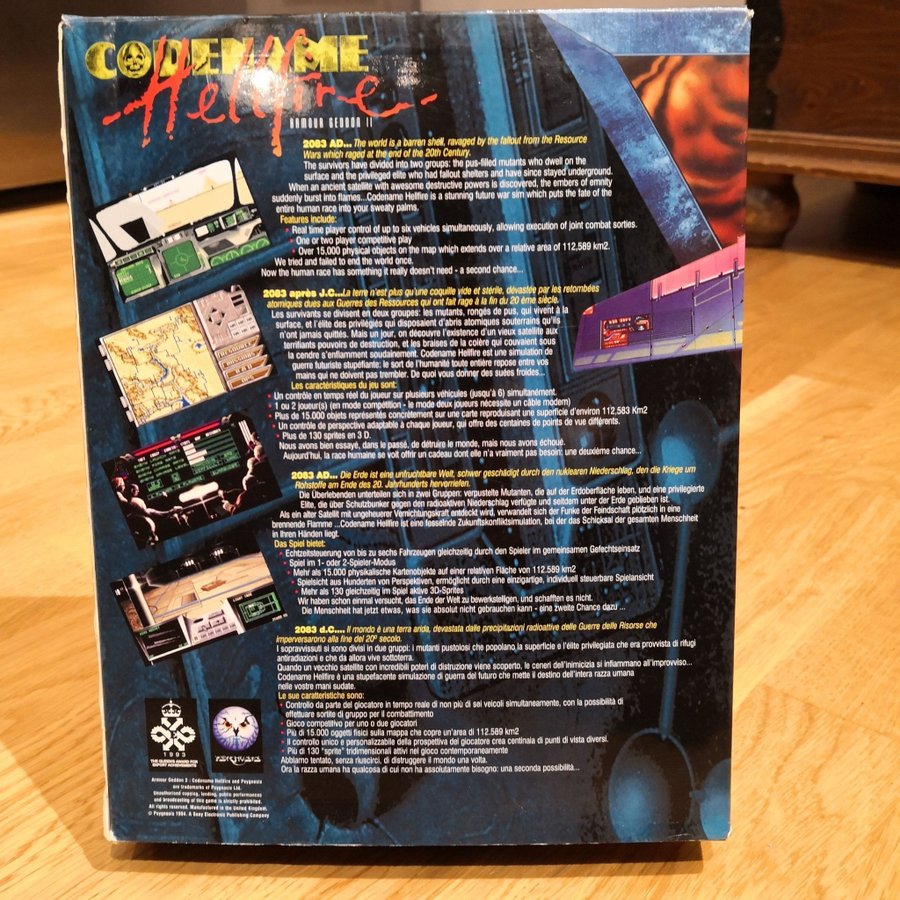 CODENAME
Hellfire
ARMOUR GEDDON II
2083 AD... The world is a barren shell, ravaged by the fallout from the Resource
Wars which raged at the end of the 20th Century.
The survivors have divided into two groups: the pus-filled mutants who dwell on the
surface and the privileged elite who had fallout shelters and have since stayed underground.
When an ancient satellite with awesome destructive powers is discovered, the embers of emnity
suddenly burst into flames...Codename Hellfire is a stunning future war sim which puts the fate of the
entire human race into your sweaty palms.
Features include:
• Real time player control of up to six vehicles simultaneously, allowing execution of joint combat sorties.
• One or two player competitive play
• Over 15,000 physical objects on the map which extends over a relative area of 112,589 km2.
We tried and failed to end the world once.
Now the human race has something it really doesn't need - a second chance...
2083 après J.C...La terre n'est plus qu'une coquille vide et stérile, dévastée par les retombées
atomiques dues aux Guerres des Ressources qui ont fait rage à la fin du 20 ème siècle.
Les survivants se divisent en deux groupes: les mutants, rongés de pus, qui vivent à la
surface, et l'élite des privilégiés qui disposaient d'abris atomiques souterrains qu'ils
n'ont jamais quittés. Mais un jour, on découvre l'existence d'un vieux satellite aux
terrifiants pouvoirs de destruction, et les braises de la colère qui couvaient sous
la cendre s'enflamment soudainement. Codename Hellfire est une simulation de
guerre futuriste stupéfiante: le sort de l'humanité toute entière repose entre vos
mains qui ne doivent pas trembler. De quoi vous donner des suées froides...
Les caractéristiques du jeu sont:
• Un contrôle en temps réel du joueur sur plusieurs véhicules (jusqu'à 6) simultanément.
• 1 ou 2 joueur(s) (en mode compétition - le mode deux joueurs nécessite un câble modem)
• Plus de 15.000 objets représentés concrètement sur une carte reproduisant une superficie d'environ 112,583 Km2
• Un contrôle de perspective adaptable à chaque joueur, qui offre des centaines de points de vue différents.
• Plus de 130 sprites en 3 D.
Nous avons bien essayé, dans le passé, de détruire le monde, mais nous avons échoué.
Aujourd'hui, la race humaine se voit offrir un cadeau dont elle n'a vraiment pas besoin: une deuxième chance...
2083 AD... Die Erde ist eine unfruchtbare Welt, schwer geschädigt durch den nuklearen Niederschlag, den die Kriege um
Rohstoffe am Ende des 20. Jahrhunderts hervorriefen.
Die Überlebenden unterteilen sich in zwei Gruppen: verpustelte Mutanten, die auf der Erdoberfläche leben, und eine privilegierte
Elite, die über Schutzbunker gegen den radioaktiven Niederschlag verfügte und seitdem unter der Erde geblieben ist.
Als ein alter Satellit mit ungeheuerer Vernichtungskraft entdeckt wird, verwandelt sich der Funke der Feindschaft plötzlich in eine
brennende Flamme ...Codename Hellfire ist eine fesselnde Zukunftskonfliktsimulation, bei der das Schicksal der gesamten Menschheit
in Ihren Händen liegt.
Das Spiel bietet:
• Echtzeitsteuerung von bis zu sechs Fahrzeugen gleichzeitig durch den Spieler im gemeinsamen Gefechtseinsatz
• Spiel im 1- oder 2-Spieler-Modus
• Mehr als 15.000 physikalische Kartenobjekte auf einer relativen Fläche von 112.589 km2
• Spielsicht aus Hunderten von Perspektiven, ermöglicht durch eine einzigartige, individuell steuerbare Spielansicht
• Mehr als 130 gleichzeitig im Spiel aktive 3D-Sprites
Wir haben schon einmal versucht, das Ende der Welt zu bewerkstelligen, und schafften es nicht.
Die Menschheit hat jetzt etwas, was sie absolut nicht gebrauchen kann - eine zweite Chance dazu ...
2083 d.C.... Il mondo è una terra arida, devastata dalle precipitazioni radioattive delle Guerre delle Risorse che
imperversarono alla fine del 20º secolo.
I sopravvissuti si sono divisi in due gruppi: i mutanti pustolosi che popolano la superficie e l'élite privilegiata che era provvista di rifugi
antiradiazioni e che da allora vive sottoterra.
Quando un vecchio satellite con incredibili poteri di distruzione viene scoperto, le ceneri dell'inimicizia si infiammano all'improvviso...
Codename Hellfire è una stupefacente simulazione di guerra del futuro che mette il destino dell'intera razza umana
nelle vostre mani sudate.
Le sue caratteristiche sono:
• Controllo da parte del giocatore in tempo reale di non più di sei veicoli simultaneamente, con la possibilità di
effettuare sortite di gruppo per il combattimento
• Gioco competitivo per uno o due giocatori
• Più di 15.000 oggetti fisici sulla mappa che copre un'area di 112.589 km2
• Il controllo unico e personalizzabile della prospettiva del giocatore crea centinaia di punti di vista diversi.
• Più di 130 "sprite" tridimensionali attivi nel gioco contemporaneamente
Abbiamo tentato, senza riuscirci, di distruggere il mondo una volta.
Ora la razza umana ha qualcosa di cui non ha assolutamente bisogno: una seconda possibilità...
1993
THE QUEEN'S AWARD FOR
EXPORT ACHIEVEMENT
PSYGNOSIS
Armour Geddon 2 : Codename Hellfire and Psygnosis
are trademarks of Psygnosis Ltd.
Unauthorised copying, lending, public performances
and broadcasting of this game is strictly prohibited.
All rights reserved. Manufactured in the United Kingdom.
© Psygnosis 1994. A Sony Electronic Publishing Company